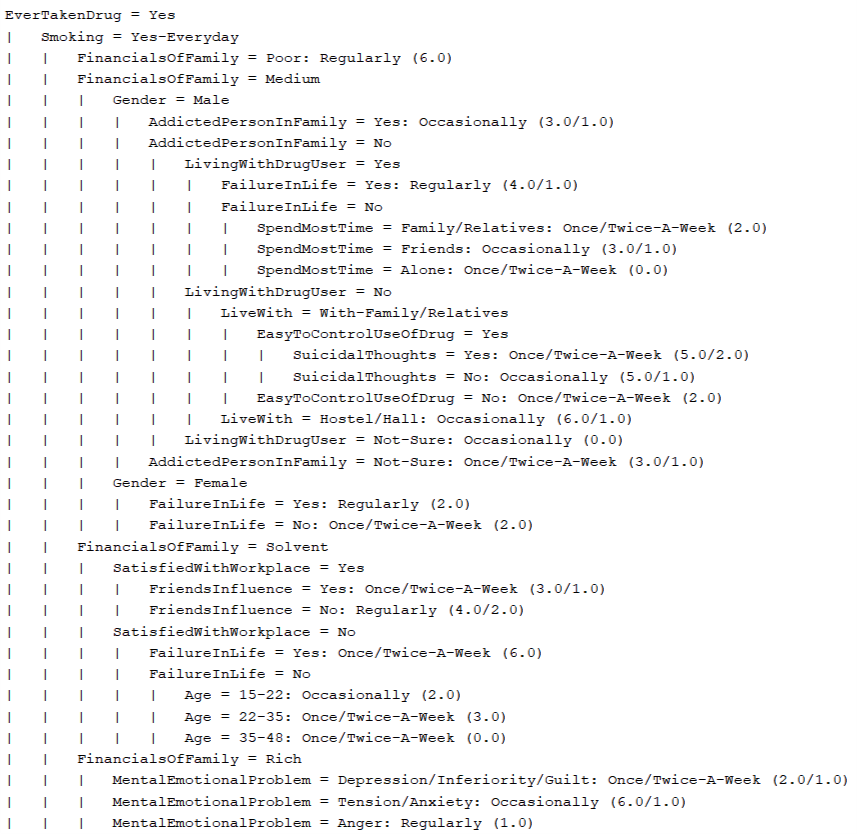 EverTakenDrug = Yes
|   Smoking = Yes-Everyday
|   |   FinancialsOfFamily = Poor: Regularly (6.0)
|   |   FinancialsOfFamily = Medium
|   |   |   Gender = Male
|   |   |   |   AddictedPersonInFamily = Yes: Occasionally (3.0/1.0)
|   |   |   |   AddictedPersonInFamily = No
|   |   |   |   |   LivingWithDrugUser = Yes
|   |   |   |   |   |   FailureInLife = Yes: Regularly (4.0/1.0)
|   |   |   |   |   |   FailureInLife = No
|   |   |   |   |   |   |   SpendMostTime = Family/Relatives: Once/Twice-A-Week (2.0)
|   |   |   |   |   |   |   SpendMostTime = Friends: Occasionally (3.0/1.0)
|   |   |   |   |   |   |   SpendMostTime = Alone: Once/Twice-A-Week (0.0)
|   |   |   |   |   LivingWithDrugUser = No
|   |   |   |   |   |   LiveWith = With-Family/Relatives
|   |   |   |   |   |   |   EasyToControlUseOfDrug = Yes
|   |   |   |   |   |   |   |   SuicidalThoughts = Yes: Once/Twice-A-Week (5.0/2.0)
|   |   |   |   |   |   |   |   SuicidalThoughts = No: Occasionally (5.0/1.0)
|   |   |   |   |   |   |   EasyToControlUseOfDrug = No: Once/Twice-A-Week (2.0)
|   |   |   |   |   |   LiveWith = Hostel/Hall: Occasionally (6.0/1.0)
|   |   |   |   |   LivingWithDrugUser = Not-Sure: Occasionally (0.0)
|   |   |   |   AddictedPersonInFamily = Not-Sure: Once/Twice-A-Week (3.0/1.0)
|   |   |   Gender = Female
|   |   |   |   FailureInLife = Yes: Regularly (2.0)
|   |   |   |   FailureInLife = No: Once/Twice-A-Week (2.0)
|   |   FinancialsOfFamily = Solvent
|   |   |   SatisfiedWithWorkplace = Yes
|   |   |   |   FriendsInfluence = Yes: Once/Twice-A-Week (3.0/1.0)
|   |   |   |   FriendsInfluence = No: Regularly (4.0/2.0)
|   |   |   SatisfiedWithWorkplace = No
|   |   |   |   FailureInLife = Yes: Once/Twice-A-Week (6.0)
|   |   |   |   FailureInLife = No
|   |   |   |   |   Age = 15-22: Occasionally (2.0)
|   |   |   |   |   Age = 22-35: Once/Twice-A-Week (3.0)
|   |   |   |   |   Age = 35-48: Once/Twice-A-Week (0.0)
|   |   FinancialsOfFamily = Rich
|   |   |   MentalEmotionalProblem = Depression/Inferiority/Guilt: Once/Twice-A-Week (2.0/1.0)
|   |   |   MentalEmotionalProblem = Tension/Anxiety: Occasionally (6.0/1.0)
|   |   |   MentalEmotionalProblem = Anger: Regularly (1.0)